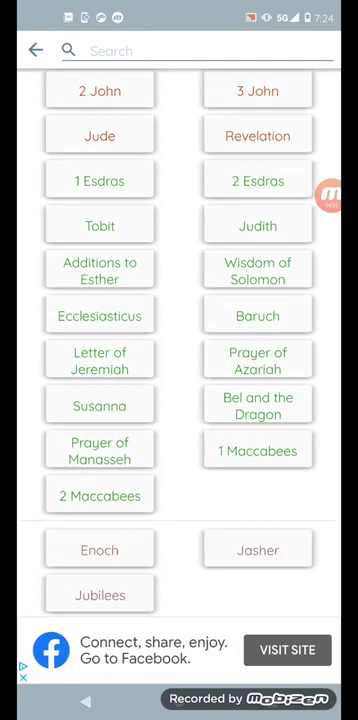 5G 7:24
Search
2 John 3 John
Jude Revelation
14:51
1 Esdras 2 Esdras
Tobit Judith
Additions to Wisdom of
Esther Solomon
Ecclesiasticus Baruch
Letter of Prayer of
Jeremiah Azariah
Susanna Bel and the
Dragon
Prayer of
Manasseh
1 Maccabees
2 Maccabees
Enoch Jasher
Jubilees
Connect, share, enjoy.
Go to Facebook.
VISIT SITE
Recorded by mobizen